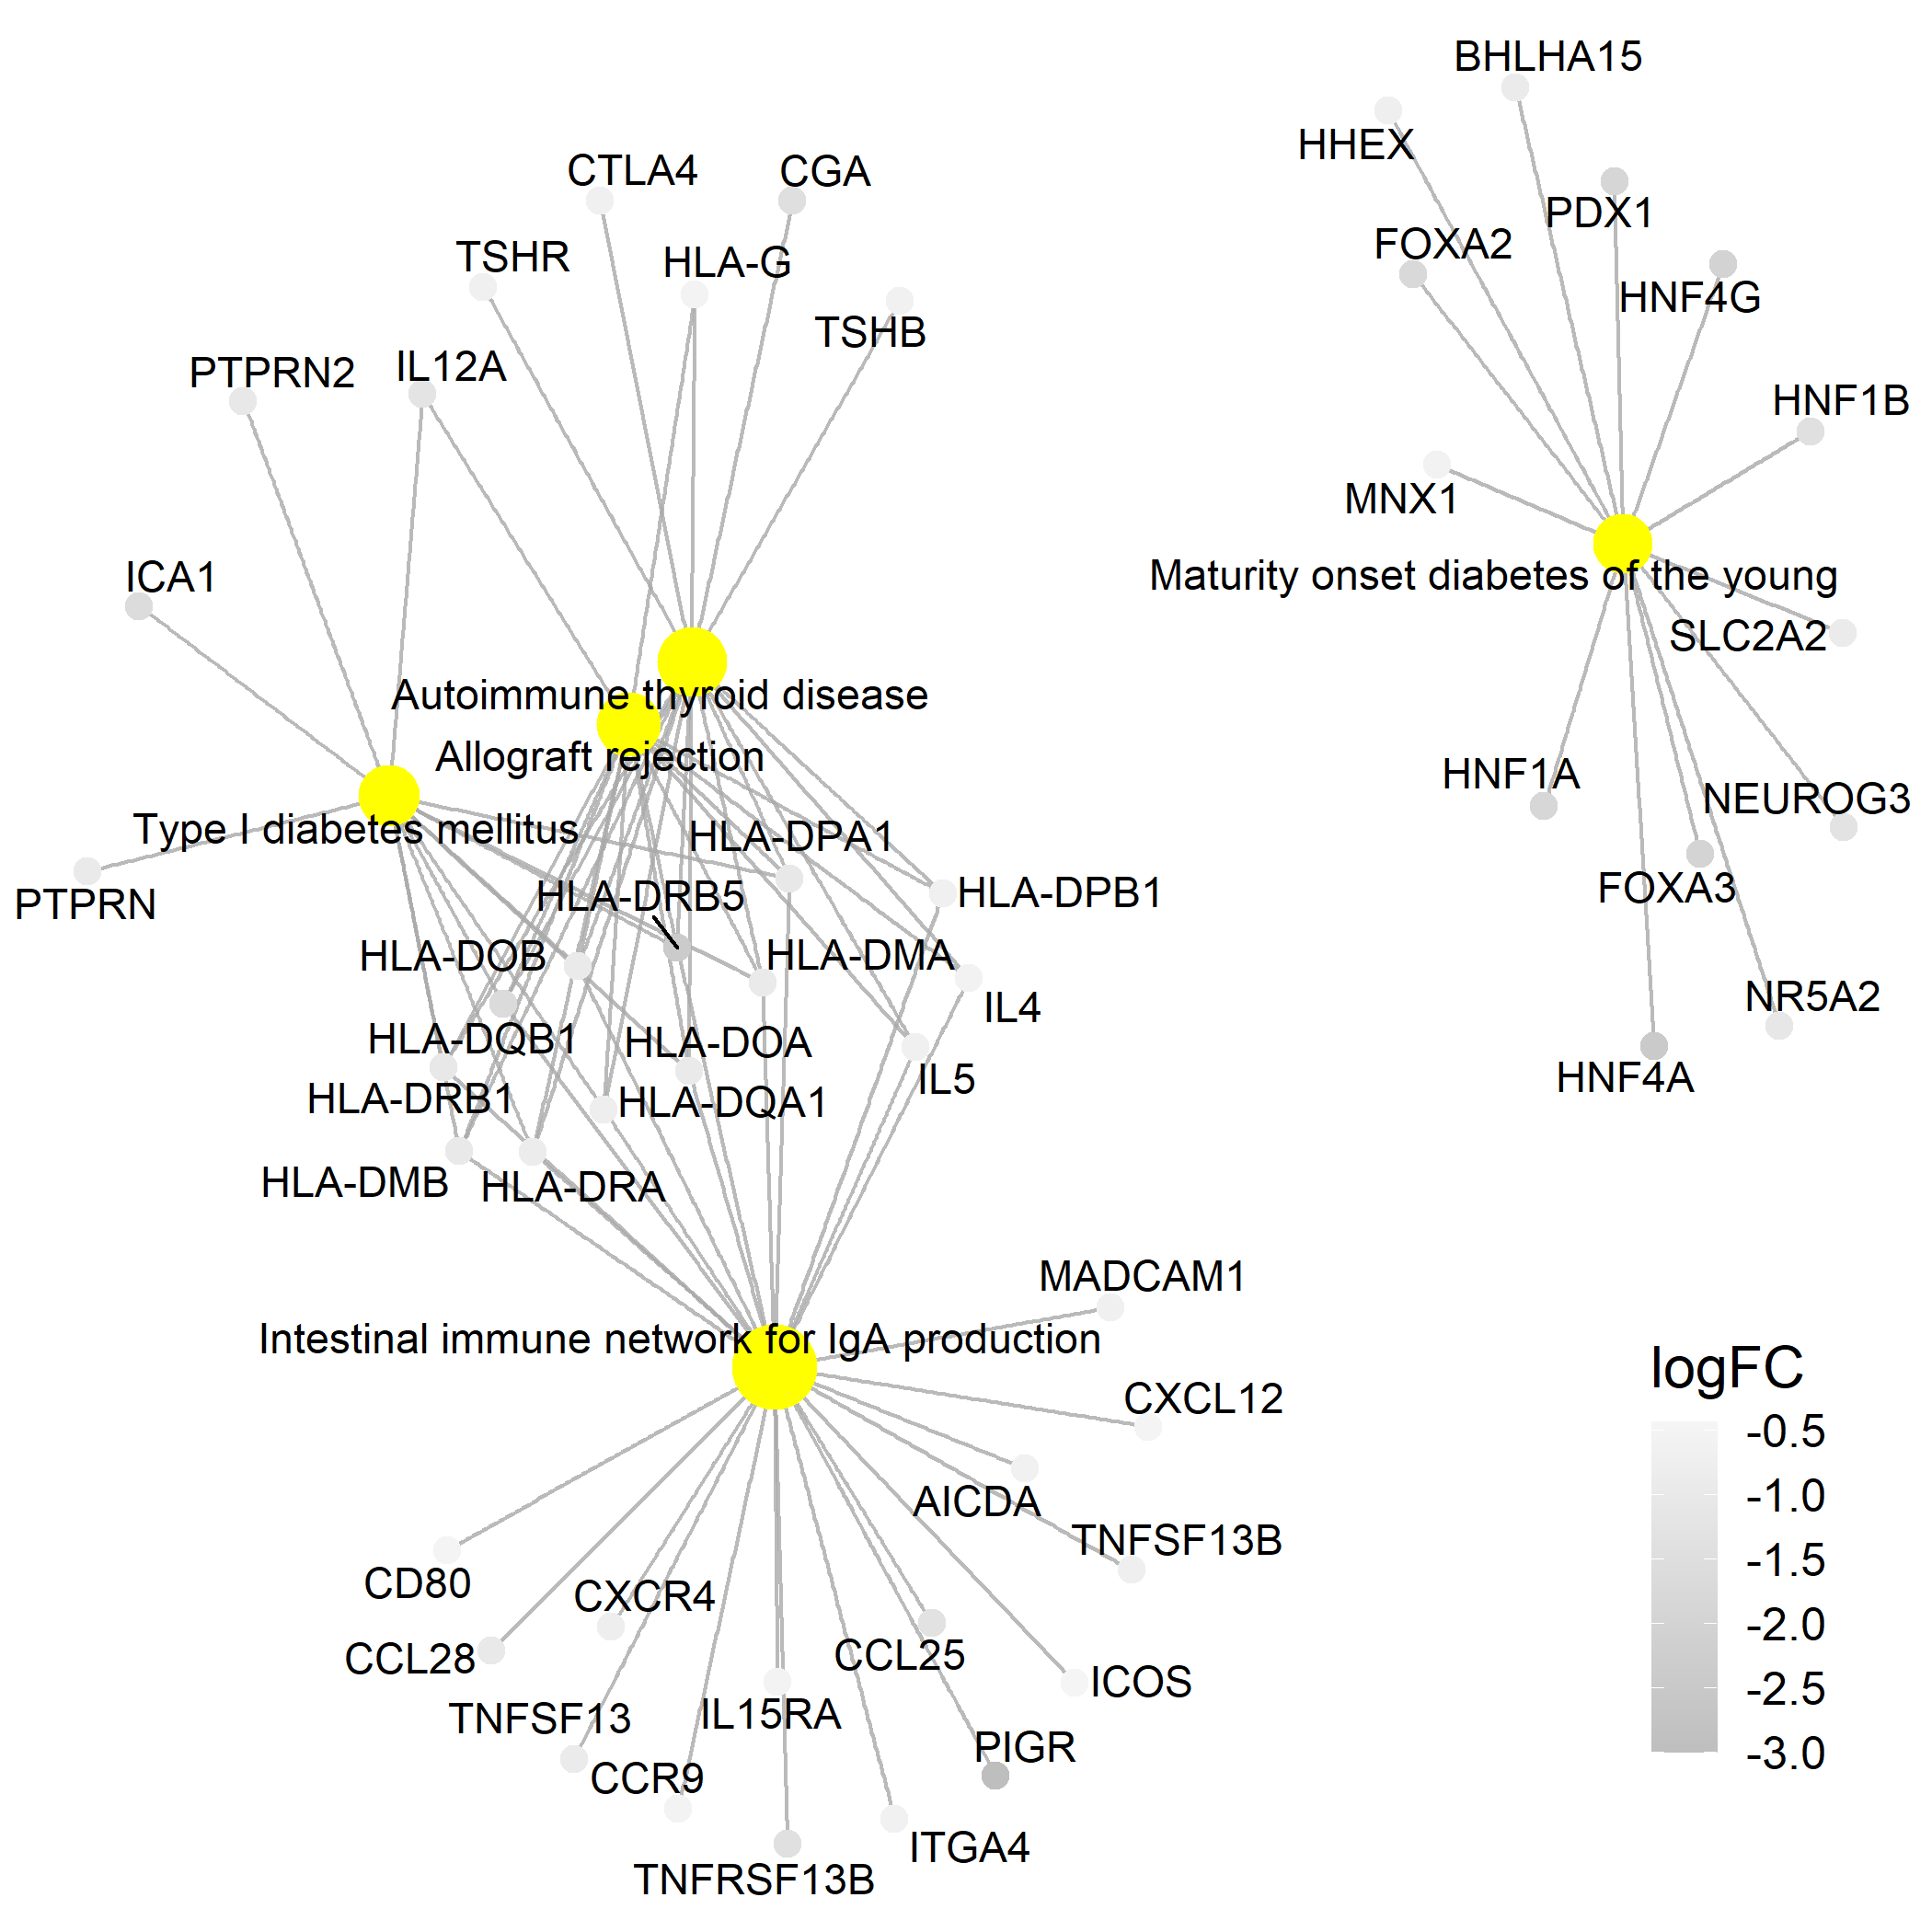 BHLHA15
HHEX
CTLA4
CGA
PDX1
FOXA2
TSHR
HLA-G
HNF4G
TSHB
PTPRN2
IL12A
HNF1B
MNX1
ICA1
Maturity onset diabetes of the young
SLC2A2
Autoimmune thyroid disease
Allograft rejection
HNF1A
NEUROG3
Type I diabetes mellitus
HLA-DPA1
PTPRN
HLA-DRB5
HLA-DPB1
FOXA3
HLA-DOB
HLA-DMA
IL4
NR5A2
HLA-DQB1
HLA-DOA
IL5
HNF4A
HLA-DRB1
HLA-DQA1
HLA-DMB
HLA-DRA
MADCAM1
Intestinal immune network for IgA production
CXCL12
AICDA
TNFSF13B
CD80
CXCR4
CCL28
CCL25
ICOS
TNFSF13
IL15RA
PIGR
CCR9
ITGA4
TNFRSF13B
logFC
-0.5
-1.0
-1.5
-2.0
-2.5
-3.0